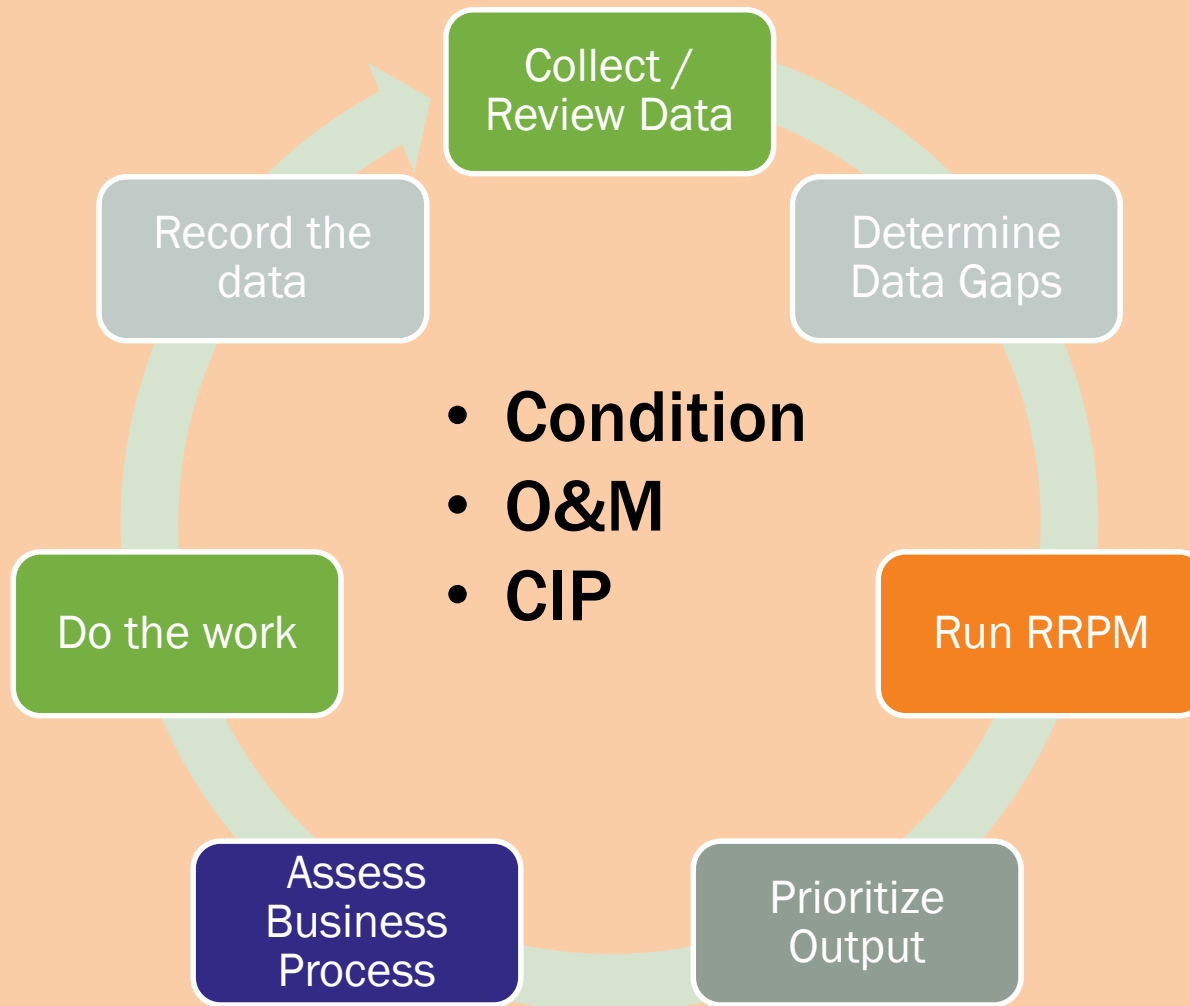 Collect /
Review Data
Determine
Data Gaps
Run RRPM
Prioritize
Output
Assess
Business
Process
Do the work
Record the
data
• Condition
• O&M
• CIP